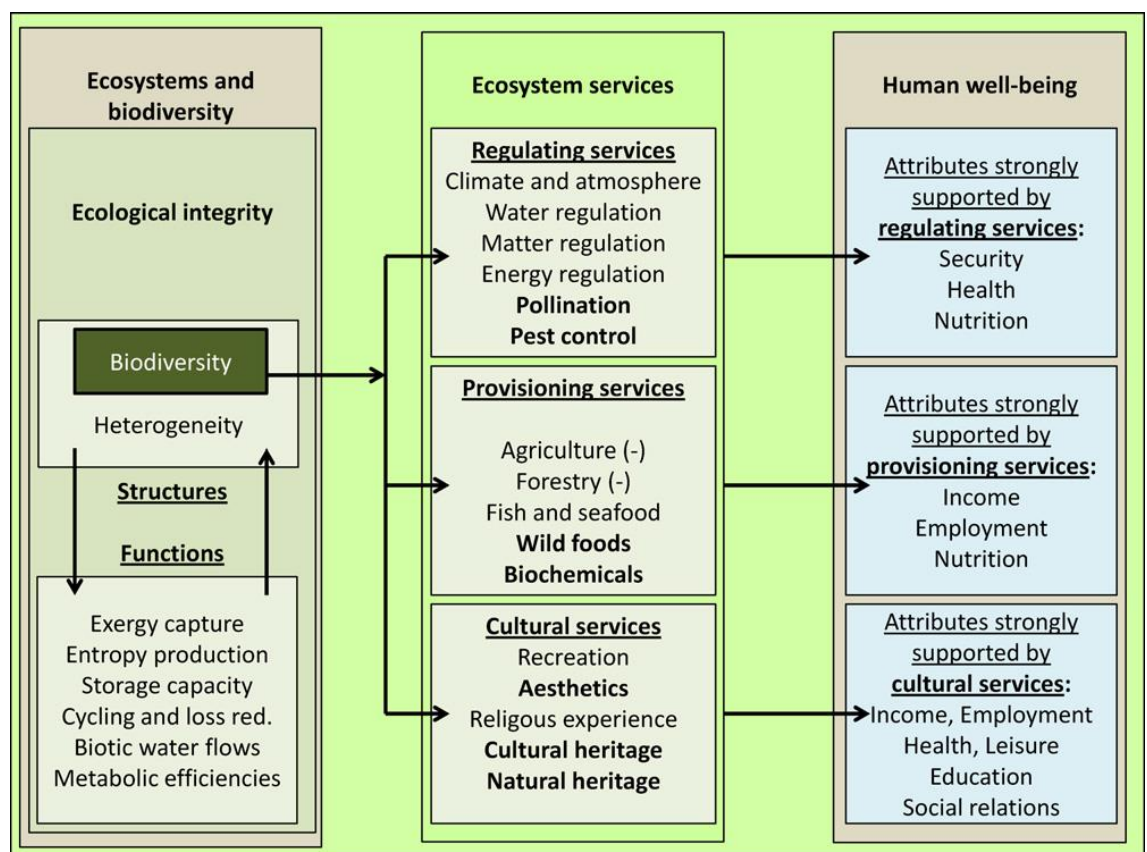 Ecosystems and
biodiversity
Ecological integrity
Biodiversity
Heterogeneity
Structures
Functions
Exergy capture
Entropy production
Storage capacity
Cycling and loss red.
Biotic water flows
Metabolic efficiencies
Ecosystem services
Regulating services
Climate and atmosphere
Water regulation
Matter regulation
Energy regulation
Pollination
Pest control
Provisioning services
Agriculture (-)
Forestry (-)
Fish and seafood
Wild foods
Biochemicals
Cultural services
Recreation
Aesthetics
Religous experience
Cultural heritage
Natural heritage
Human well-being
Attributes strongly
supported by
regulating services:
Security
Health
Nutrition
Attributes strongly
supported by
provisioning services:
Income
Employment
Nutrition
Attributes strongly
supported by
cultural services:
Income, Employment
Health, Leisure
Education
Social relations